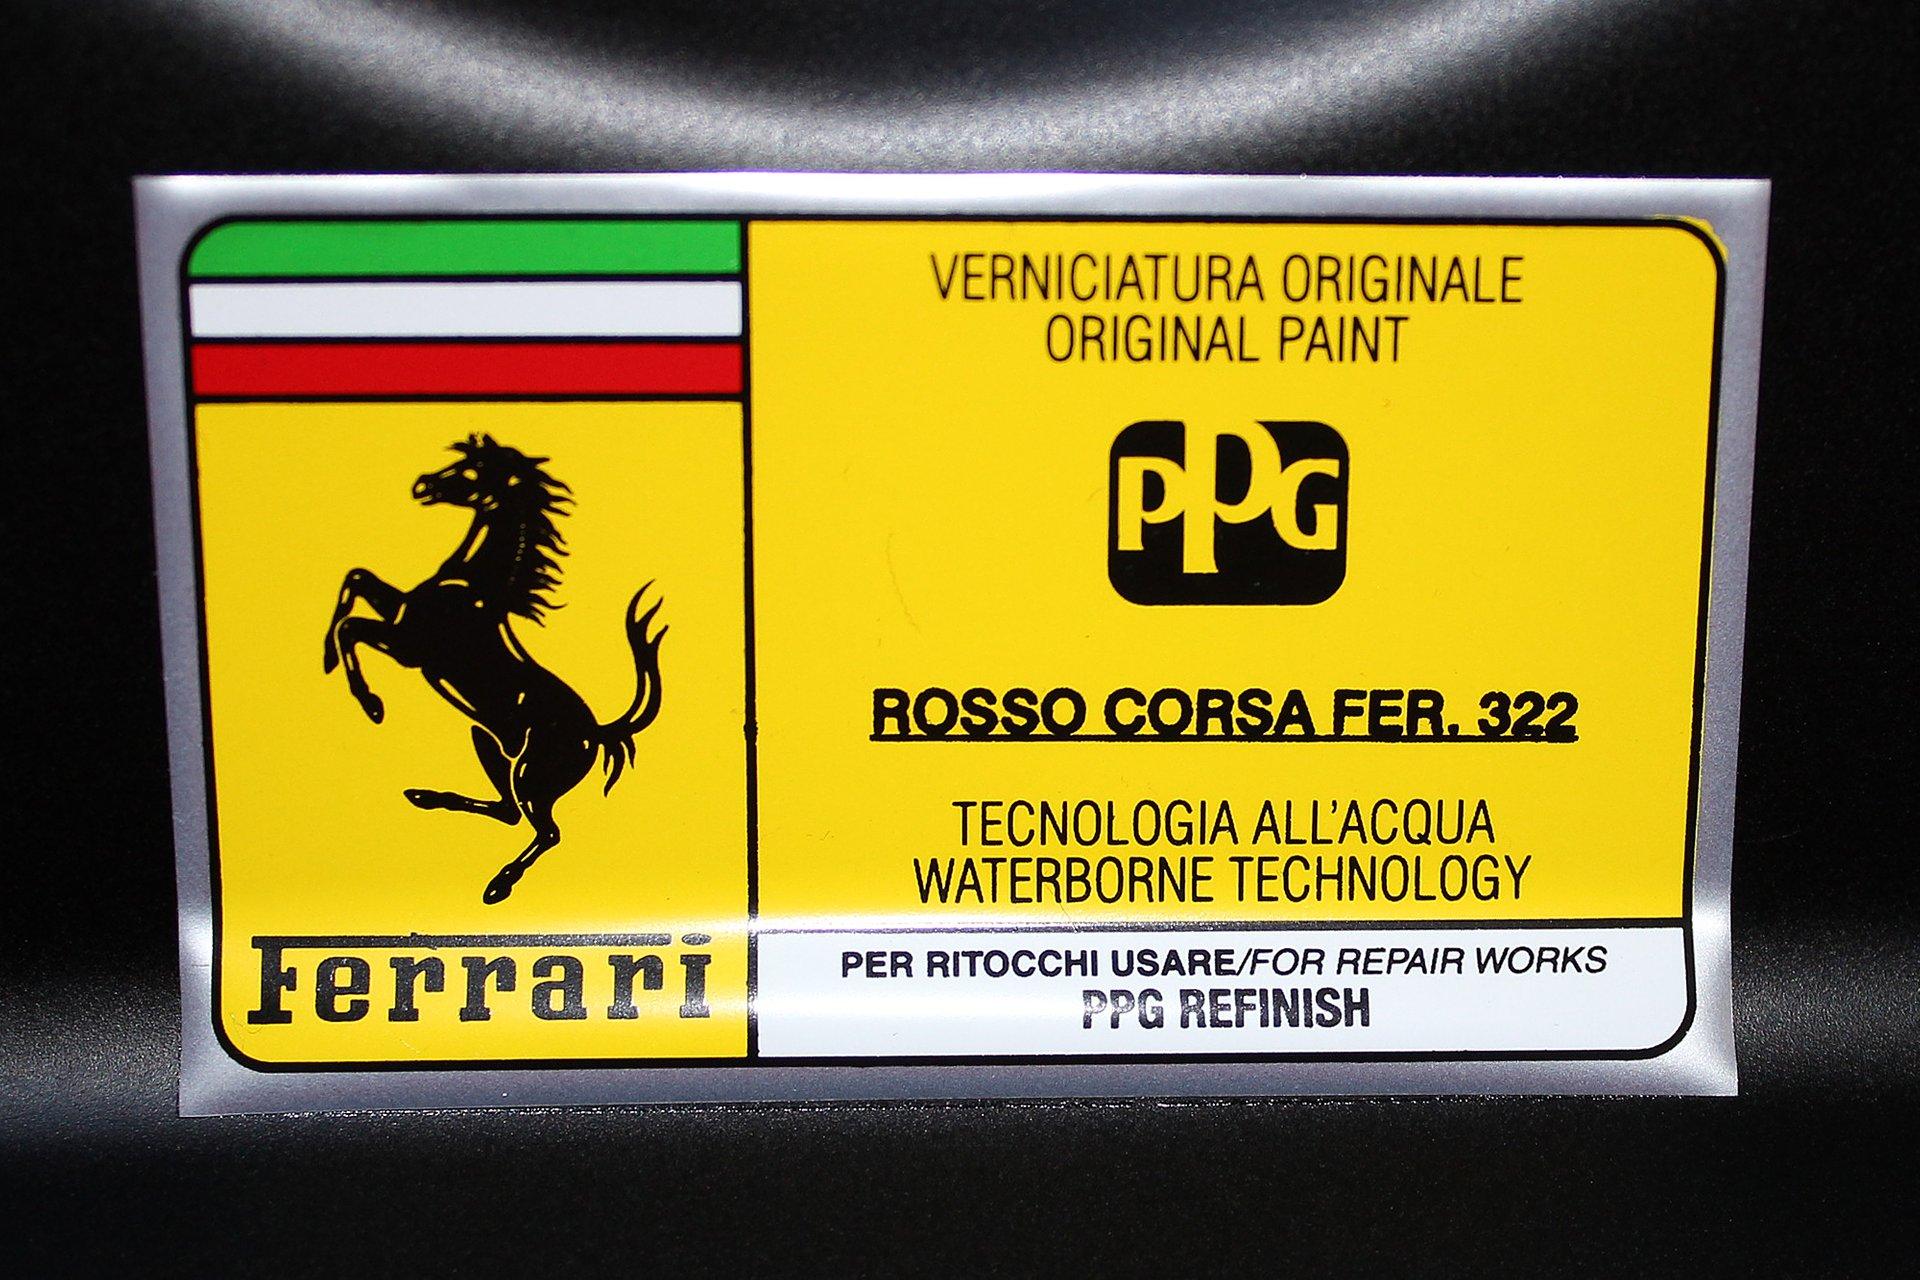 VERNICIATURA ORIGINALE
ORIGINAL PAINT
PPG
ROSSO CORSA FER. 322
TECNOLOGIA ALL'ACQUA
WATERBORNE TECHNOLOGY
PER RITOCCHI USARE/FOR REPAIR WORKS
PPG REFINISH
Ferrari